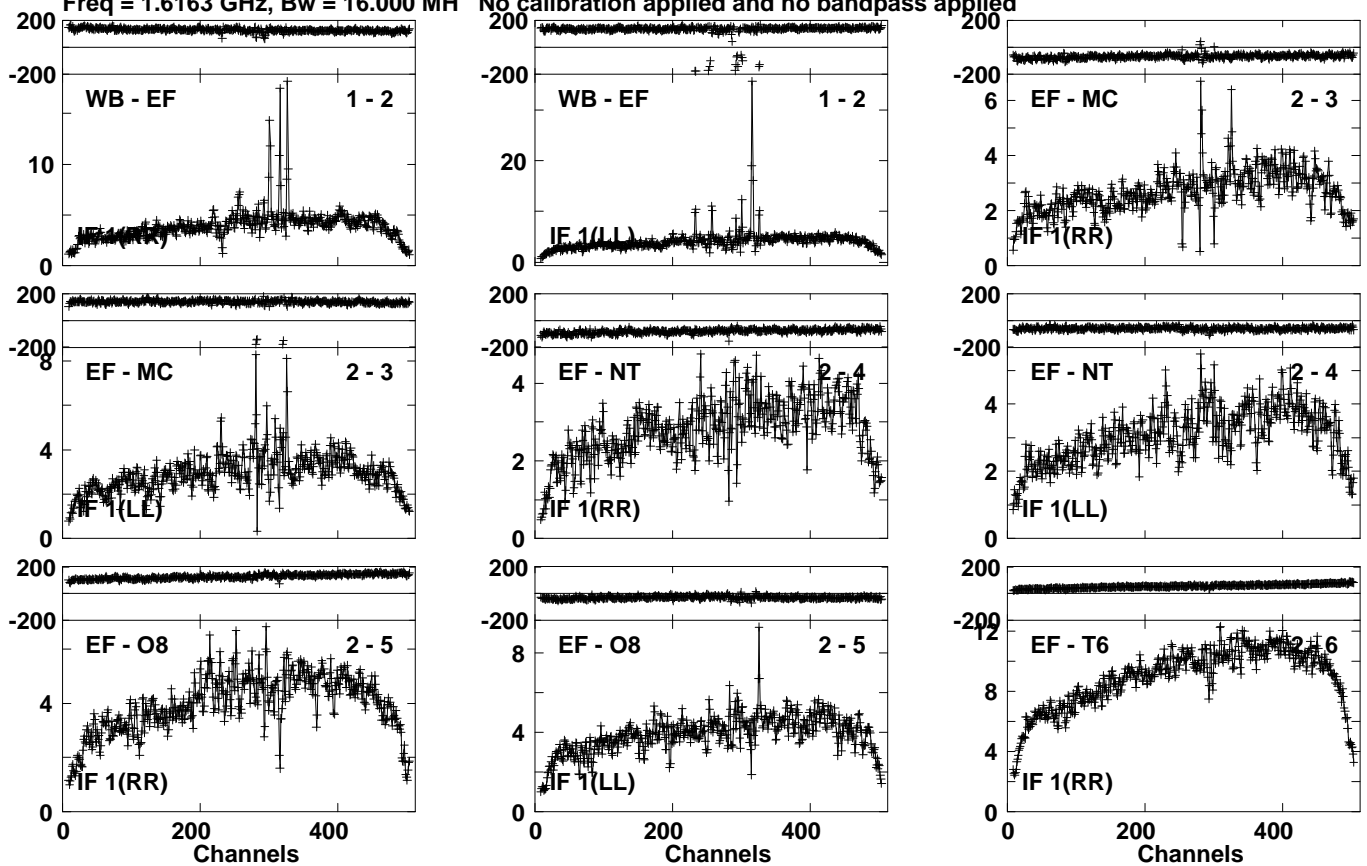 Freq = 1.6163 GHz, Bw = 16.000 MH No calibration applied and no bandpass applied
200
-200
WB - EF 1 - 2
10
IF 1(RR)
0
200
-200
WB - EF 1 - 2
20
IF 1(LL)
0
200
-200
6
EF - MC 2 - 3
4
2
IF 1(RR)
0
200
-200
8
EF - MC 2 - 3
4
IF 1(LL)
0
200
-200
EF - NT 2 - 4
4
2
IF 1(RR)
0
200
-200
EF - NT 2 - 4
4
2
IF 1(LL)
0
200
-200
EF - O8 2 - 5
4
IF 1(RR)
0
0 200 400
Channels
200
-200
EF - O8 2 - 5
8
4
IF 1(LL)
0
0 200 400
Channels
200
-200
12
EF - T6 2 - 6
8
4
IF 1(RR)
0
0 200 400
Channels